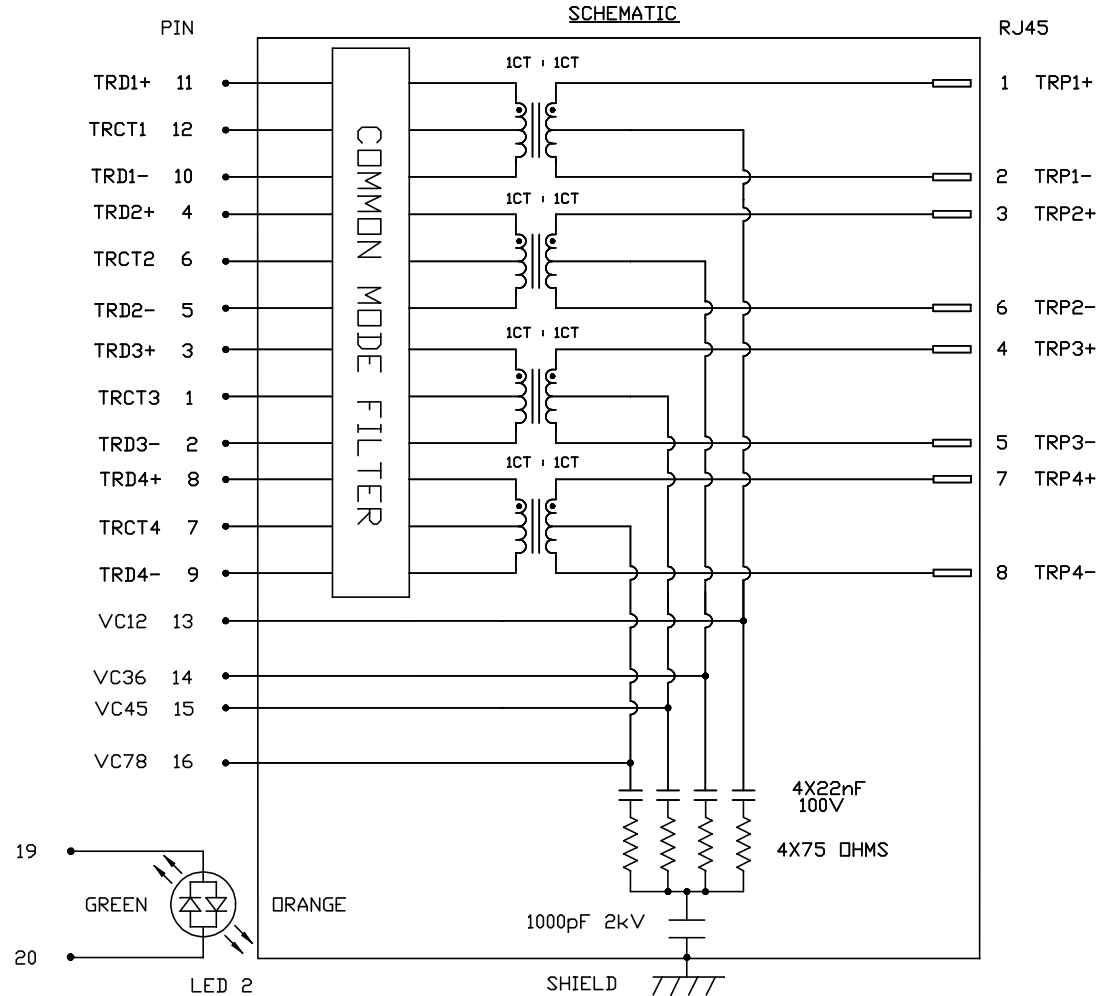 SCHEMATIC
PIN
RJ45
1CT : 1CT
TRD1+ 11
1 TRP1+
TRCT1 12
TRD1- 10
2 TRP1-
1CT : 1CT
TRD2+ 4
3 TRP2+
TRCT2 6
TRD2- 5
6 TRP2-
1CT : 1CT
TRD3+ 3
4 TRP3+
TRCT3 1
TRD3- 2
5 TRP3-
1CT : 1CT
TRD4+ 8
7 TRP4+
TRCT4 7
TRD4- 9
8 TRP4-
COMMON MODE FILTER
VC12 13
VC36 14
VC45 15
VC78 16
4X22nF
100V
4X75 OHMS
19
GREEN
ORANGE
1000pF 2kV
20
LED 2
SHIELD